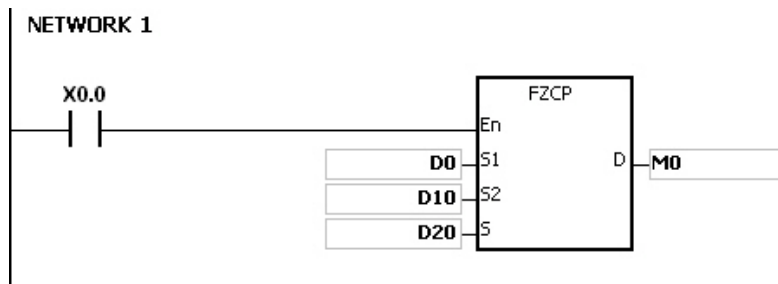 NETWORK 1
X0.0
FZCP
En
D0 S1 D M0
D10 S2
D20 S